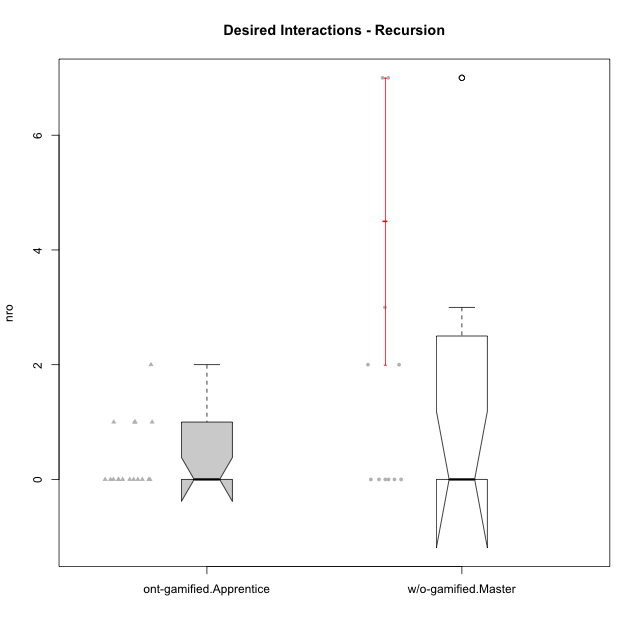 Desired Interactions - Recursion
nro
6
4
2
0
ont-gamified.Apprentice
w/o-gamified.Master